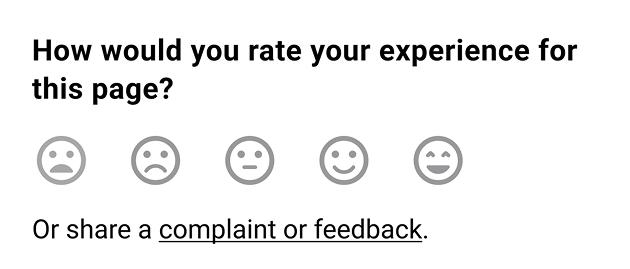 How would you rate your experience for
this page?
Or share a complaint or feedback.